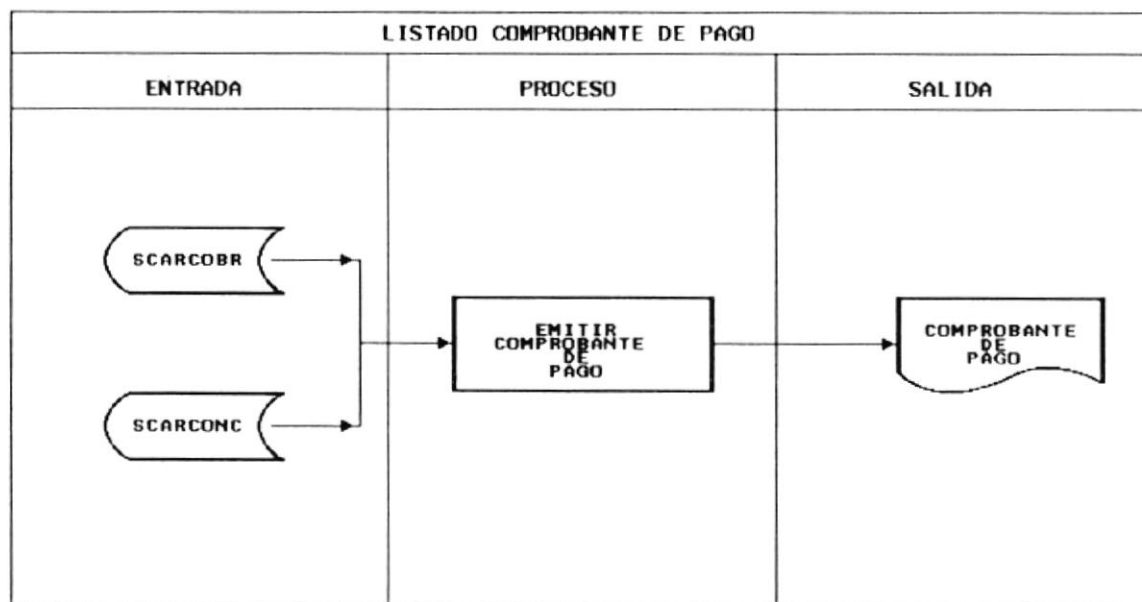 LISTADO COMPROBANTE DE PAGO
ENTRADA
PROCESO
SALIDA
SCARCOBR
SCARCONC
EMITIR
COMPROBANTE
DE
PAGO
COMPROBANTE
DE
PAGO